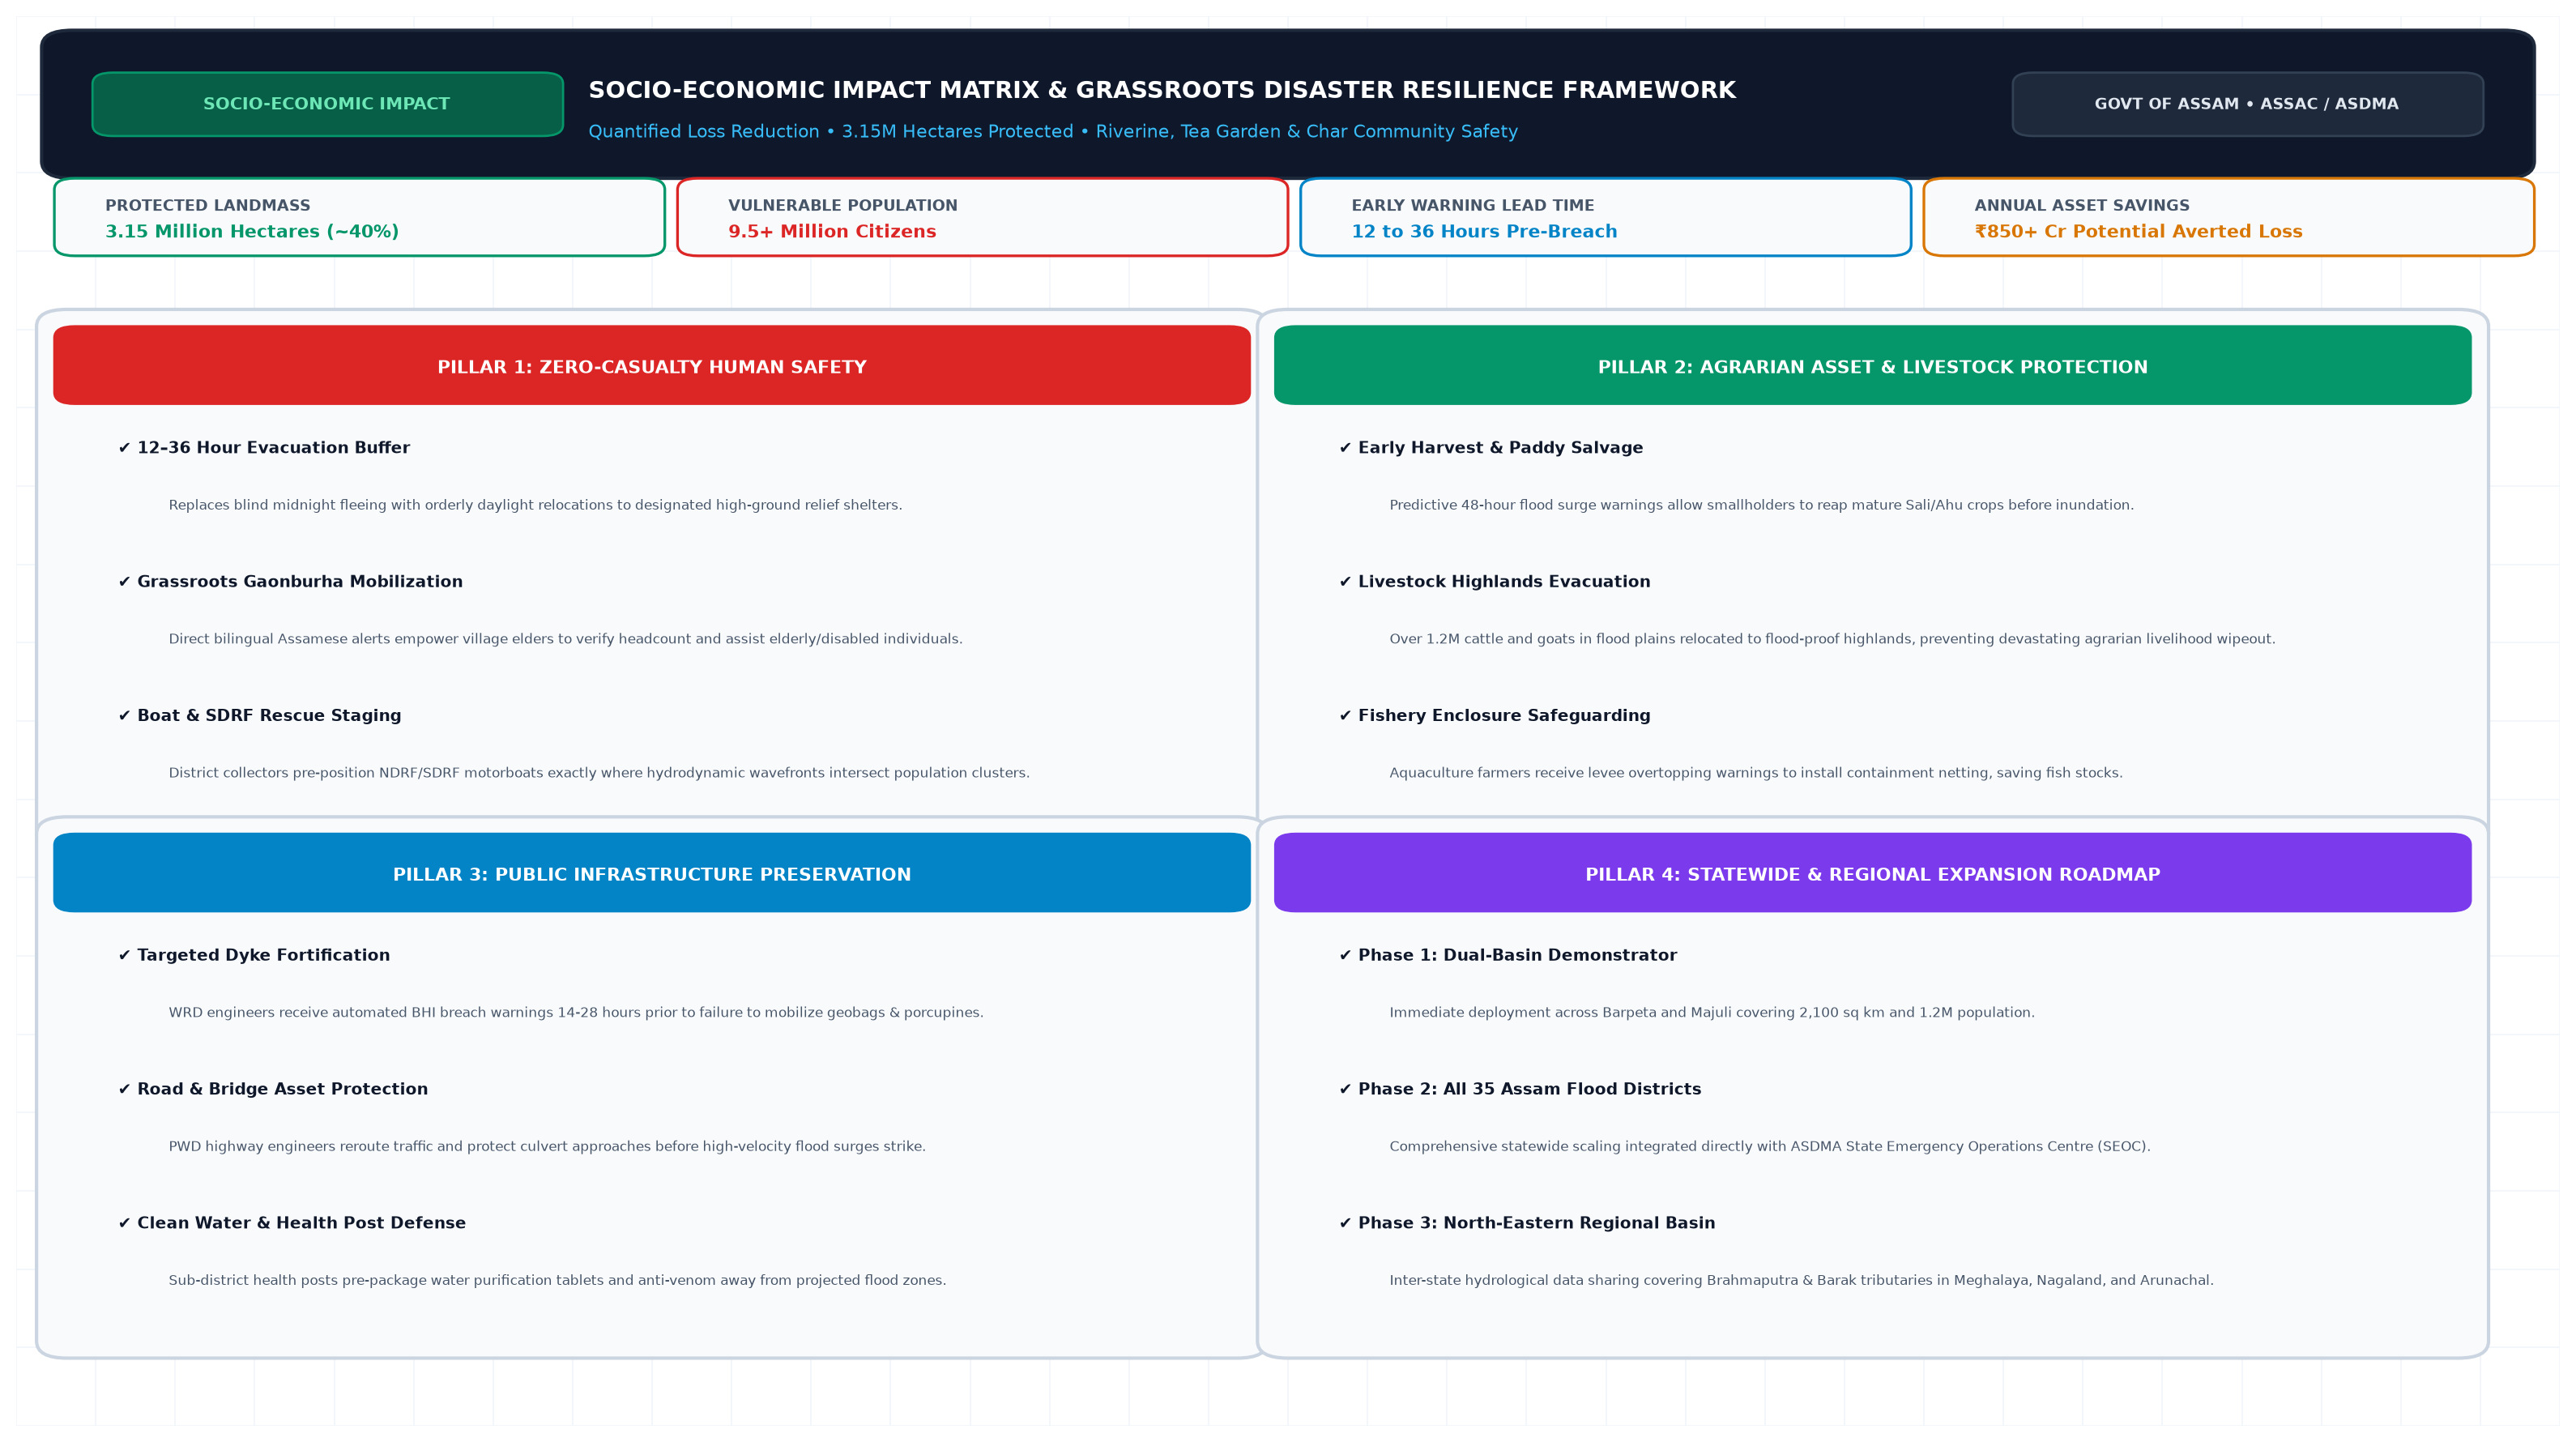 SOCIO-ECONOMIC IMPACT
SOCIO-ECONOMIC IMPACT MATRIX & GRASSROOTS DISASTER RESILIENCE FRAMEWORK
Quantified Loss Reduction • 3.15M Hectares Protected • Riverine, Tea Garden & Char Community Safety
GOVT OF ASSAM • ASSAC / ASDMA
PROTECTED LANDMASS
3.15 Million Hectares (~40%)
VULNERABLE POPULATION
9.5+ Million Citizens
EARLY WARNING LEAD TIME
12 to 36 Hours Pre-Breach
ANNUAL ASSET SAVINGS
₹850+ Cr Potential Averted Loss
PILLAR 1: ZERO-CASUALTY HUMAN SAFETY
✔ 12–36 Hour Evacuation Buffer
Replaces blind midnight fleeing with orderly daylight relocations to designated high-ground relief shelters.
✔ Grassroots Gaonburha Mobilization
Direct bilingual Assamese alerts empower village elders to verify headcount and assist elderly/disabled individuals.
✔ Boat & SDRF Rescue Staging
District collectors pre-position NDRF/SDRF motorboats exactly where hydrodynamic wavefronts intersect population clusters.
PILLAR 2: AGRARIAN ASSET & LIVESTOCK PROTECTION
✔ Early Harvest & Paddy Salvage
Predictive 48-hour flood surge warnings allow smallholders to reap mature Sali/Ahu crops before inundation.
✔ Livestock Highlands Evacuation
Over 1.2M cattle and goats in flood plains relocated to flood-proof highlands, preventing devastating agrarian livelihood wipeout.
✔ Fishery Enclosure Safeguarding
Aquaculture farmers receive levee overtopping warnings to install containment netting, saving fish stocks.
PILLAR 3: PUBLIC INFRASTRUCTURE PRESERVATION
✔ Targeted Dyke Fortification
WRD engineers receive automated BHI breach warnings 14-28 hours prior to failure to mobilize geobags & porcupines.
✔ Road & Bridge Asset Protection
PWD highway engineers reroute traffic and protect culvert approaches before high-velocity flood surges strike.
✔ Clean Water & Health Post Defense
Sub-district health posts pre-package water purification tablets and anti-venom away from projected flood zones.
PILLAR 4: STATEWIDE & REGIONAL EXPANSION ROADMAP
✔ Phase 1: Dual-Basin Demonstrator
Immediate deployment across Barpeta and Majuli covering 2,100 sq km and 1.2M population.
✔ Phase 2: All 35 Assam Flood Districts
Comprehensive statewide scaling integrated directly with ASDMA State Emergency Operations Centre (SEOC).
✔ Phase 3: North-Eastern Regional Basin
Inter-state hydrological data sharing covering Brahmaputra & Barak tributaries in Meghalaya, Nagaland, and Arunachal.